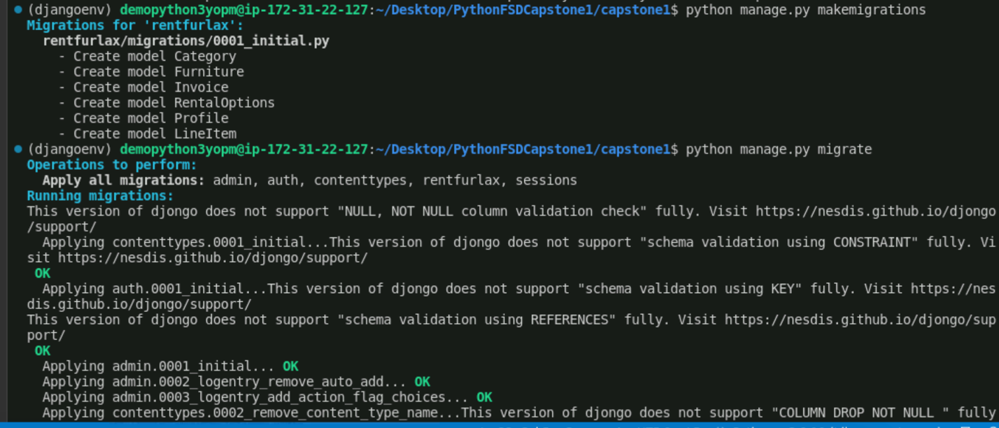 (djangoenv) demopython3yopm@ip-172-31-22-127:~/Desktop/PythonFSDCapstone1/capstone1$ python manage.py makemigrations
Migrations for 'rentfurlax':
rentfurlax/migrations/0001_initial.py
- Create model Category
- Create model Furniture
- Create model Invoice
- Create model RentalOptions
- Create model Profile
- Create model LineItem
(djangoenv) demopython3yopm@ip-172-31-22-127:~/Desktop/PythonFSDCapstone1/capstone1$ python manage.py migrate
Operations to perform:
Apply all migrations: admin, auth, contenttypes, rentfurlax, sessions
Running migrations:
This version of djongo does not support "NULL, NOT NULL column validation check" fully. Visit https://nesdis.github.io/djongo
/support/
Applying contenttypes.0001_initial...This version of djongo does not support "schema validation using CONSTRAINT" fully. Vi
sit https://nesdis.github.io/djongo/support/
OK
Applying auth.0001_initial...This version of djongo does not support "schema validation using KEY" fully. Visit https://nes
dis.github.io/djongo/support/
This version of djongo does not support "schema validation using REFERENCES" fully. Visit https://nesdis.github.io/djongo/sup
port/
OK
Applying admin.0001_initial... OK
Applying admin.0002_logentry_remove_auto_add... OK
Applying admin.0003_logentry_add_action_flag_choices... OK
Applying contenttypes.0002_remove_content_type_name...This version of djongo does not support "COLUMN DROP NOT NULL " fully